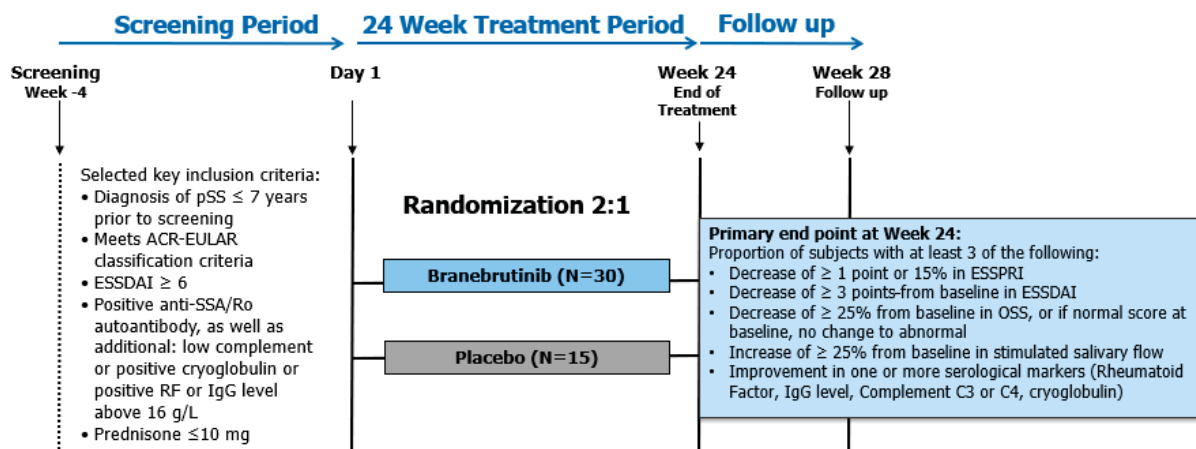 Screening Period
24 Week Treatment Period
Follow up
Screening
Week -4
Day 1
Week 24
End of
Treatment
Week 28
Follow up
Selected key inclusion criteria:
• Diagnosis of pSS ≤ 7 years
prior to screening
• Meets ACR-EULAR
classification criteria
• ESSDAI ≥ 6
• Positive anti-SSA/Ro
autoantibody, as well as
additional: low complement
or positive cryoglobulin or
positive RF or IgG level
above 16 g/L
• Prednisone ≤10 mg
Randomization 2:1
Branebrutinib (N=30)
Placebo (N=15)
Primary end point at Week 24:
Proportion of subjects with at least 3 of the following:
• Decrease of ≥ 1 point or 15% in ESSPRI
• Decrease of ≥ 3 points-from baseline in ESSDAI
• Decrease of ≥ 25% from baseline in OSS, or if normal score at
baseline, no change to abnormal
• Increase of ≥ 25% from baseline in stimulated salivary flow
• Improvement in one or more serological markers (Rheumatoid
Factor, IgG level, Complement C3 or C4, cryoglobulin)